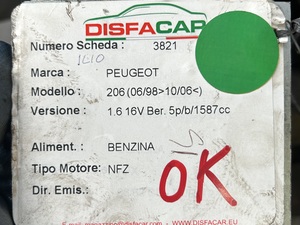 DISFACAR
Numero Scheda : 3821
Marca : PEUGEOT
Modello : 206 (06/98>10/06<)
Versione : 1.6 16V Ber. 5p/b/1587cc
Aliment. : BENZINA
Tipo Motore: NFZ
OK
Dir. Emis.:
WWW.DISFACAR.EU